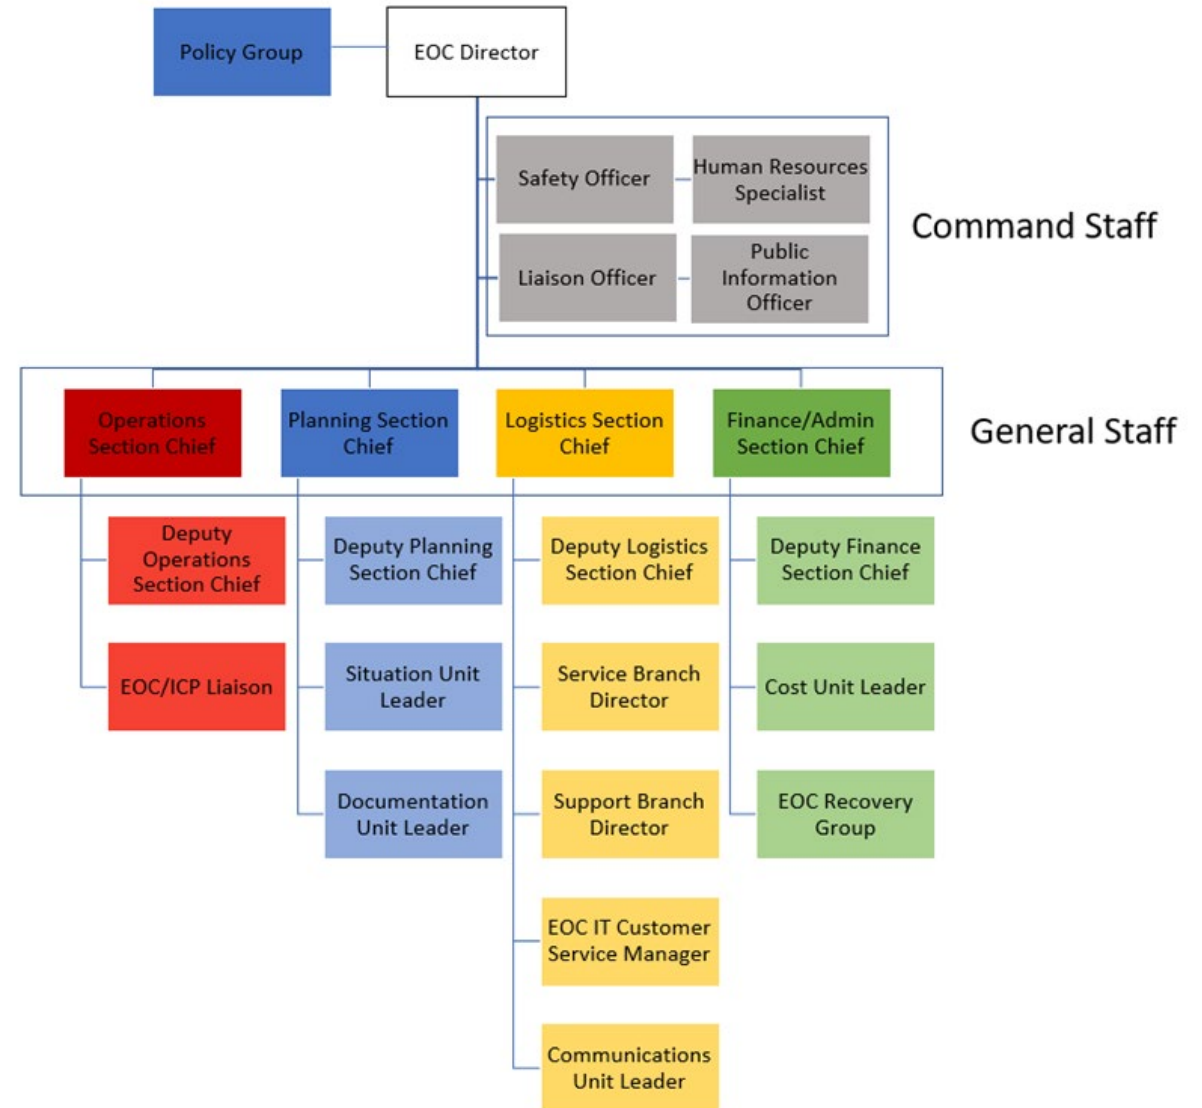 Policy Group
EOC Director
Safety Officer
Human Resources
Specialist
Liaison Officer
Public
Information
Officer
Command Staff
Operations
Section Chief
Planning Section
Chief
Logistics Section
Chief
Finance/Admin
Section Chief
General Staff
Deputy
Operations
Section Chief
Deputy Planning
Section Chief
Deputy Logistics
Section Chief
Deputy Finance
Section Chief
EOC/ICP Liaison
Situation Unit
Leader
Service Branch
Director
Cost Unit Leader
Documentation
Unit Leader
Support Branch
Director
EOC Recovery
Group
EOC IT Customer
Service Manager
Communications
Unit Leader